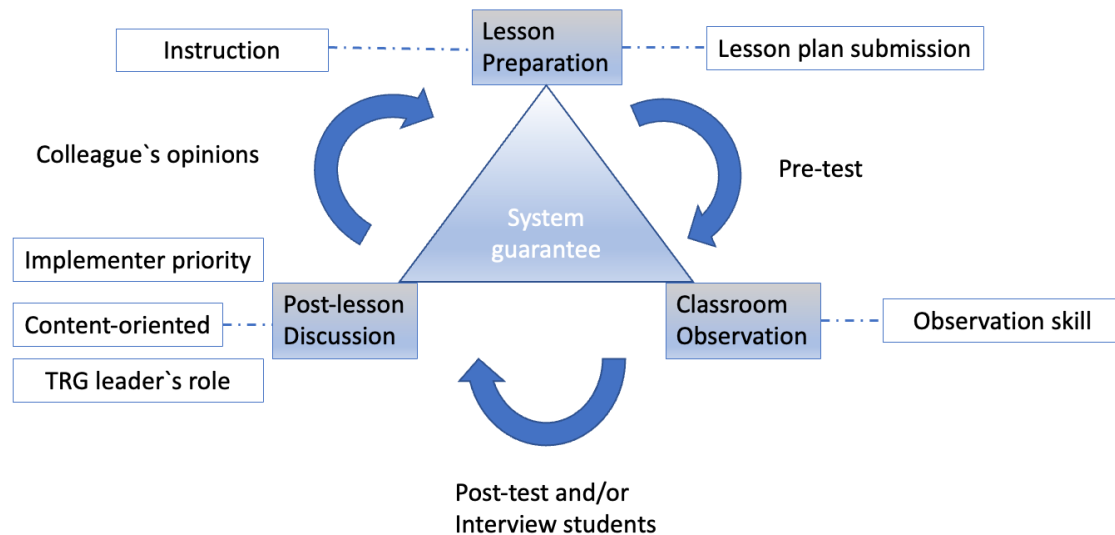 Instruction
Lesson
Preparation
Lesson plan submission
Colleague`s opinions
Pre-test
System
guarantee
Implementer priority
Content-oriented
TRG leader`s role
Post-lesson
Discussion
Classroom
Observation
Observation skill
Post-test and/or
Interview students